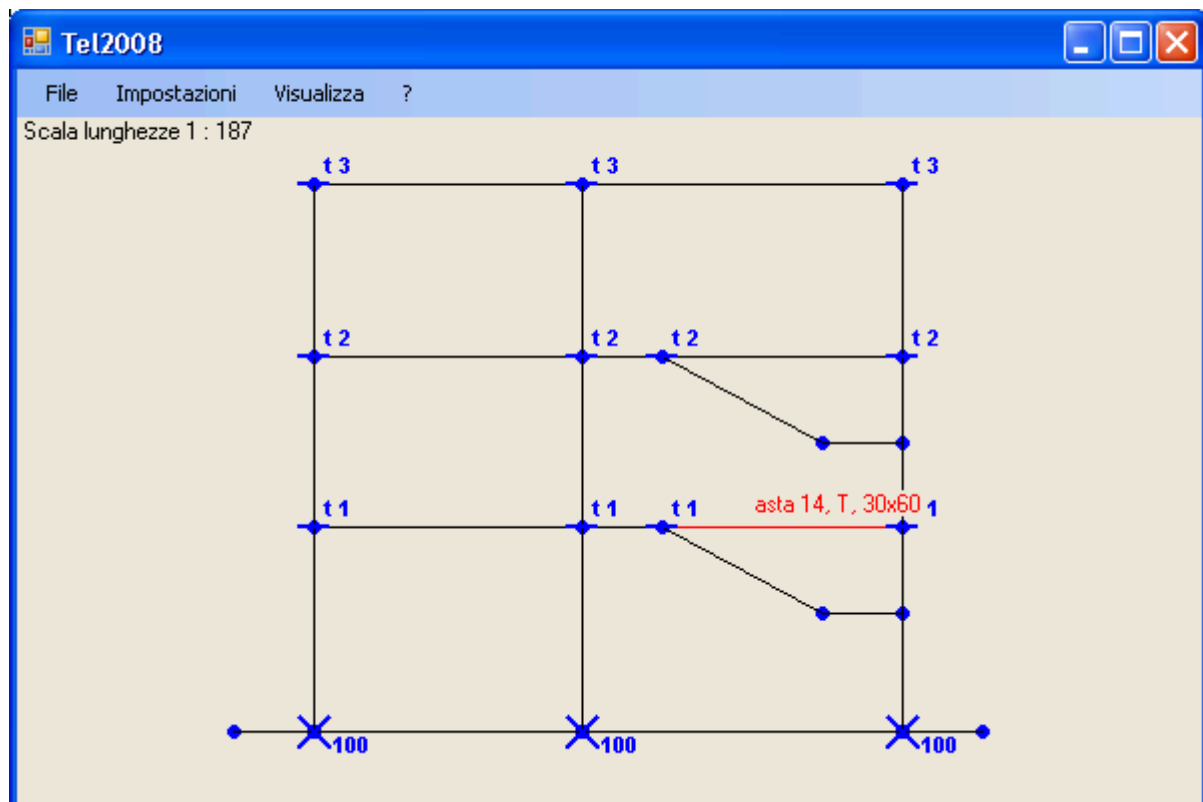 Tel2008
File Impostazioni Visualizza ?
Scala lunghezze 1 : 187
t 3 t 3 t 3
t 2 t 2 t 2 t 2
asta 14, T, 30x60
t 1 t 1 t 1 1
100 100 100